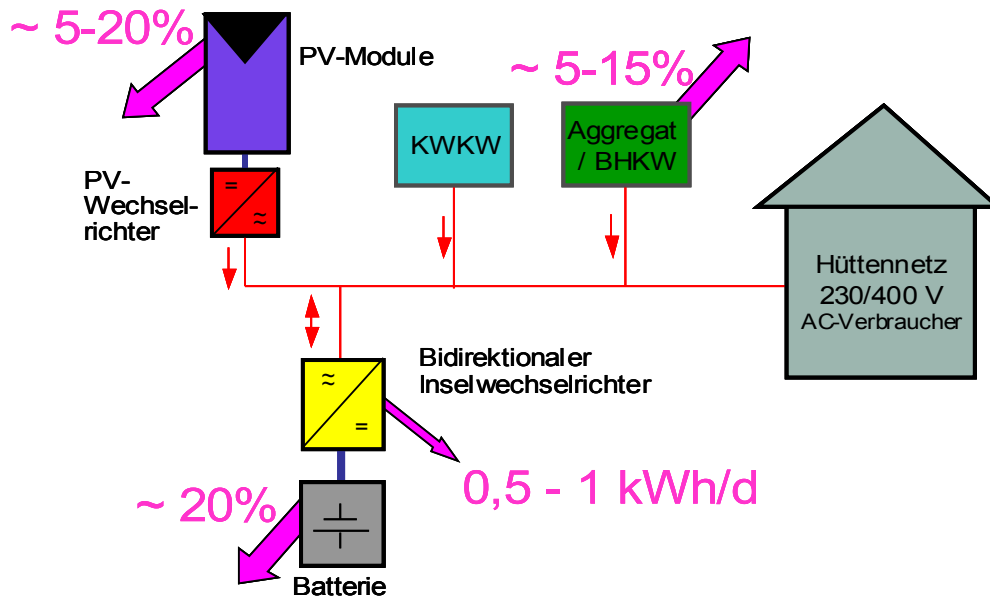 ~ 5-20%
PV-Module
~ 5-15%
KWKW
Aggregat
/ BHKW
PV-
Wechsel-
richter
=
≈
Hüttennetz
230/400 V
AC-Verbraucher
Bidirektionaler
Inselwechselrichter
≈
=
0,5 - 1 kWh/d
~ 20%
Batterie